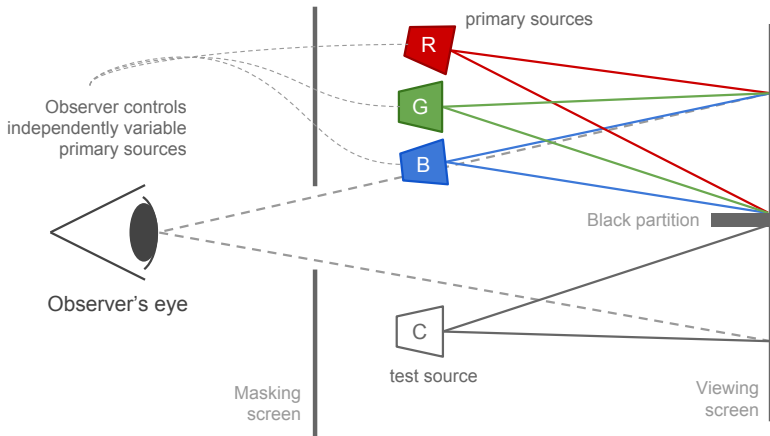 primary sources
R
G
B
Observer controls
independently variable
primary sources
Black partition
Observer's eye
C
test source
Masking
screen
Viewing
screen